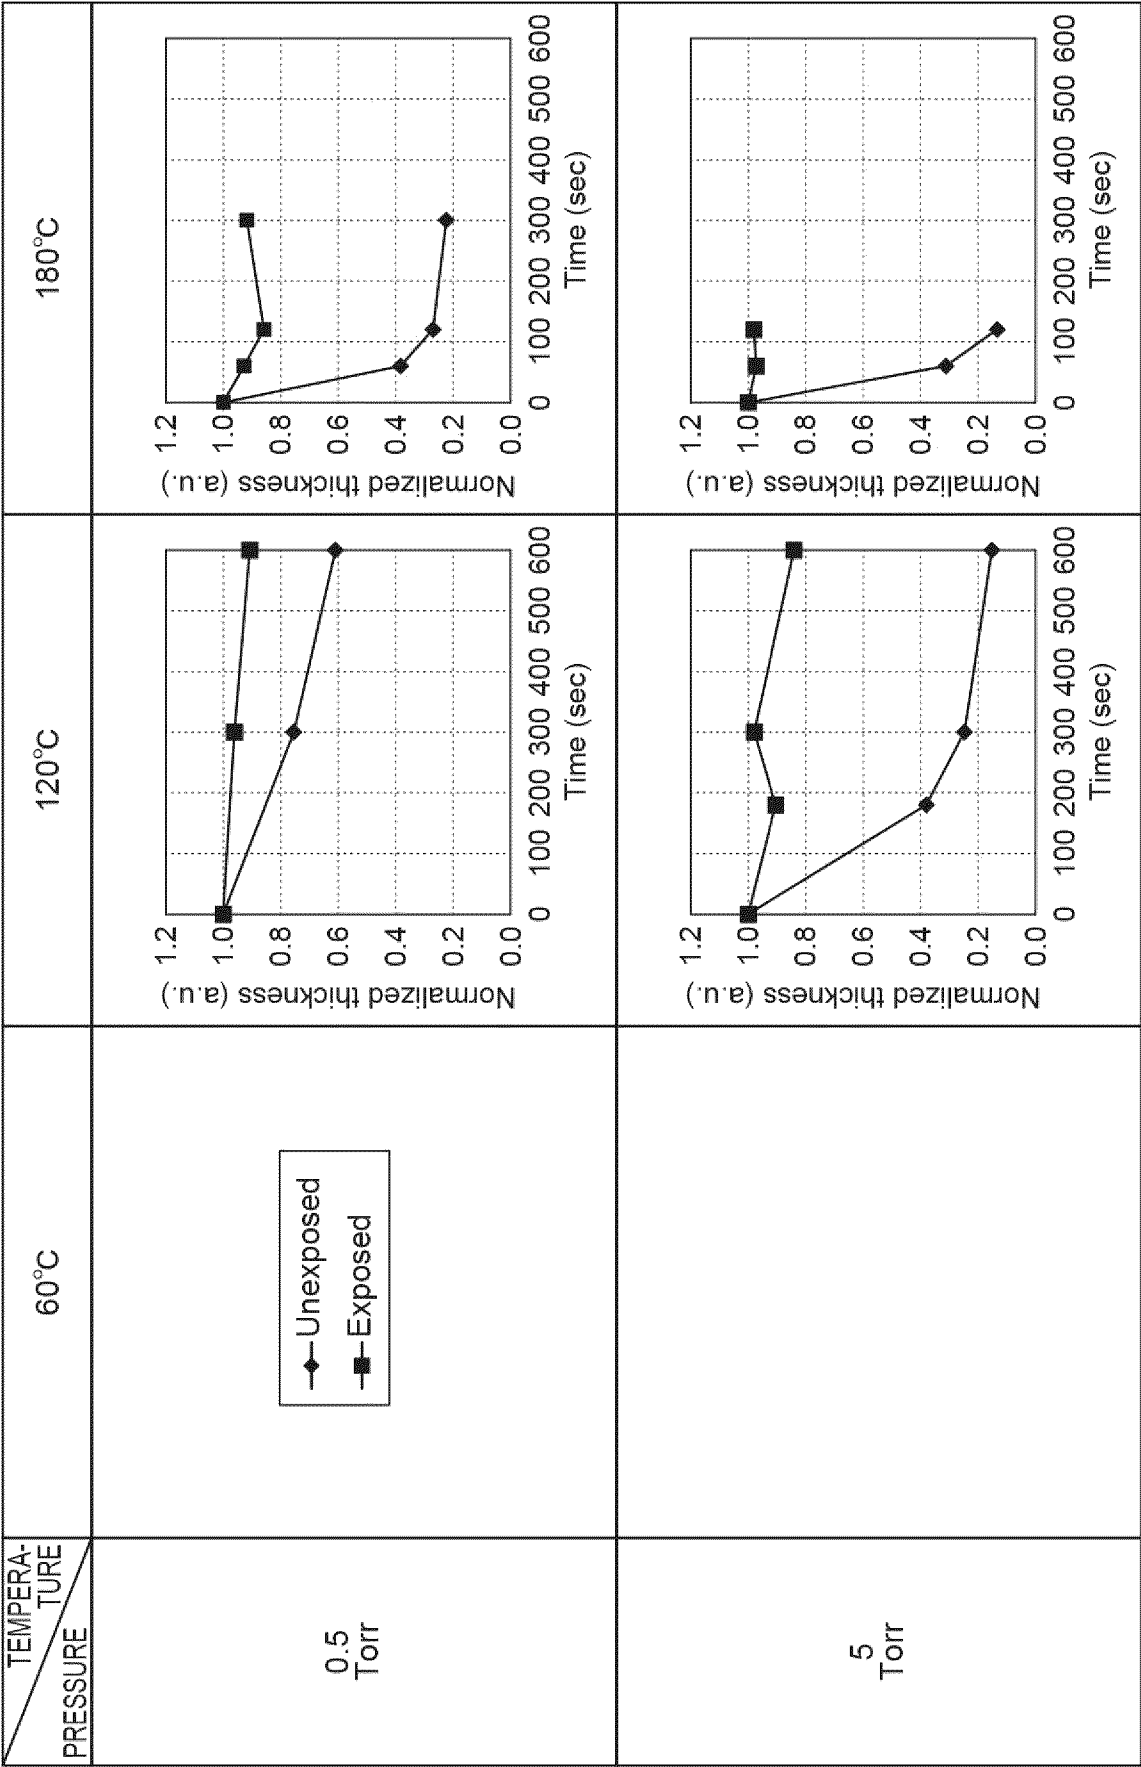 TEMPERA-
TURE
PRESSURE
60°C
120°C
180°C
0.5
Torr
Unexposed
Exposed
Normalized thickness (a.u.)
1.2
1.0
0.8
0.6
0.4
0.2
0.0
0 100 200 300 400 500 600
Time (sec)
Normalized thickness (a.u.)
1.2
1.0
0.8
0.6
0.4
0.2
0.0
0 100 200 300 400 500 600
Time (sec)
5
Torr
Normalized thickness (a.u.)
1.2
1.0
0.8
0.6
0.4
0.2
0.0
0 100 200 300 400 500 600
Time (sec)
Normalized thickness (a.u.)
1.2
1.0
0.8
0.6
0.4
0.2
0.0
0 100 200 300 400 500 600
Time (sec)